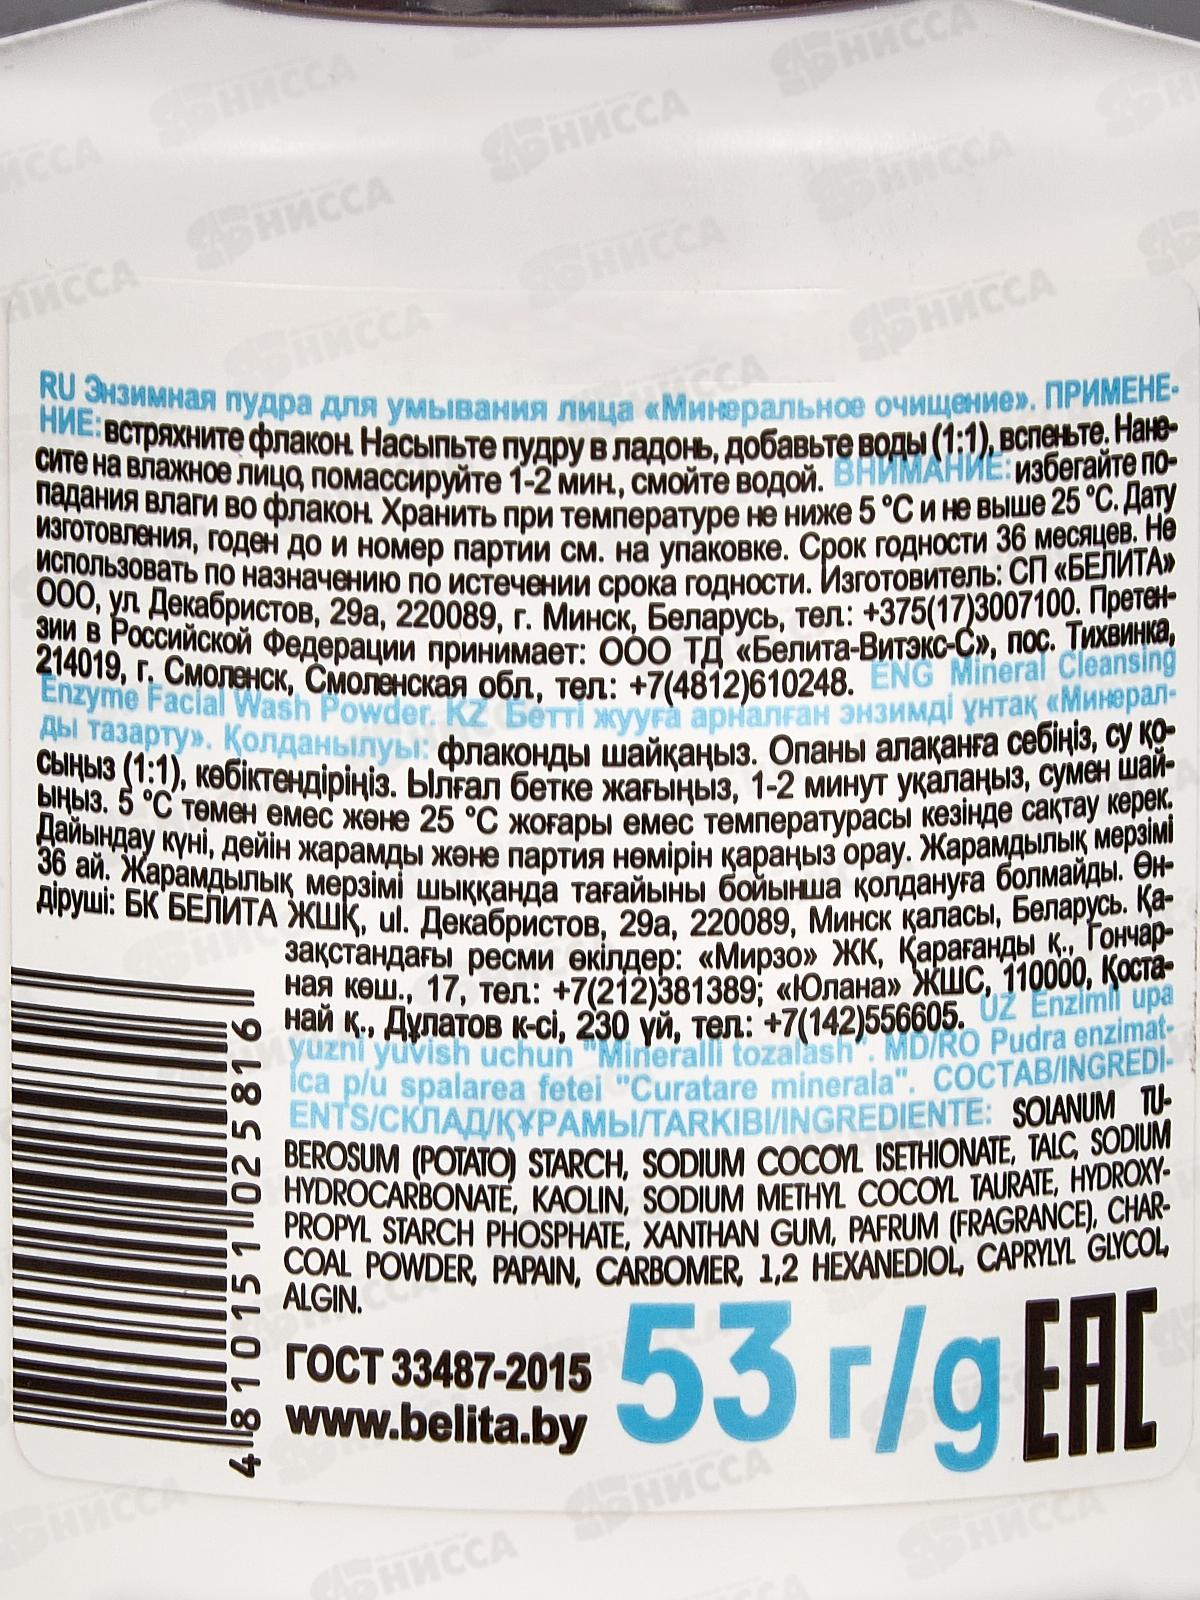 RU Энзимная пудра для умывания лица «Минеральное очищение». ПРИМЕНЕ-
НИЕ: встряхните флакон. Насыпьте пудру в ладонь, добавьте воды (1:1), вспеньте. Нане-
сите на влажное лицо, помассируйте 1-2 мин., смойте водой. ВНИМАНИЕ: избегайте по-
падания влаги во флакон. Хранить при температуре не ниже 5 °С и не выше 25 °С. Дату
изготовления, годен до и номер партии см. на упаковке. Срок годности 36 месяцев. Не
использовать по назначению по истечении срока годности. Изготовитель: СП «БЕЛИТА»
ООО, ул. Декабристов, 29а, 220089, г. Минск, Беларусь, тел: +375(17)3007100. Претен-
зии в Российской Федерации принимает: ООО ТД «Белита-Витэкс-С», пос. Тихвинка,
214019, г. Смоленск, Смоленская обл., тел: +7(4812)610248. ENG Mineral Cleansing
Enzyme Facial Wash Powder. KZ Бетті жууға арналған энзимді ұнтақ «Минерал-
ды тазарту». Қолданылуы: флаконды шайқаңыз. Опаны алақанға себіңіз, су қо-
сыңыз (1:1), көбіктендіріңіз. Ылғал бетке жағыңыз, 1-2 минут уқалаңыз, сумен шай-
ыңыз. 5 °С төмен емес және 25 °С жоғары емес температурасы кезінде сақтау керек.
Дайындау күні, дейін жарамды және партия нөмірін қараңыз орау. Жарамдылық мерзімі
36 ай. Жарамдылық мерзімі шыққанда тағайыны бойынша қолдануға болмайды. Өн-
діруші: БК БЕЛИТА ЖШҚ, ul. Декабристов, 29а, 220089, Минск қаласы, Беларусь. Қа-
зақстандағы ресми өкілдер: «Мирзо» ЖК, Қарағанды қ., Гончар-
ная көш., 17, тел: +7(212)381389; «Юлана» ЖШС, 110000, Қоста-
най қ., Дұлатов к-сі, 230 үй, тел: +7(142)556605. UZ Enzimli upa
yuzni yuvish uchun "Mineralli tozalash". MD/RO Pudra enzimat-
ica p/u spalarea fetei "Curatare minerala". СОСТАВ/INGREDI-
ENTS/СКЛАД/ҚҰРАМЫ/TARKIBI/INGREDIENTE: SOLANUM TU-
BEROSUM (POTATO) STARCH, SODIUM COCOYL ISETHIONATE, TALC, SODIUM
HYDROCARBONATE, KAOLIN, SODIUM METHYL COCOYL TAURATE, HYDROXY-
PROPYL STARCH PHOSPHATE, XANTHAN GUM, PAFRUM (FRAGRANCE), CHAR-
COAL POWDER, PAPAIN, CARBOMER, 1,2 HEXANEDIOL, CAPRYLYL GLYCOL,
ALGIN.
ГОСТ 33487-2015
www.belita.by
53 г/g
EAC
4 810151 025816